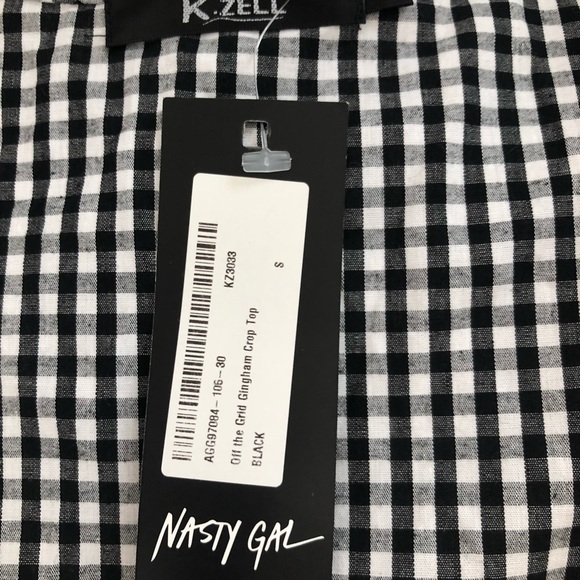 K.ZELL
KZ3033
S
AGG97084-106-30
Off the Grid Gingham Crop Top
BLACK
NASTY GAL